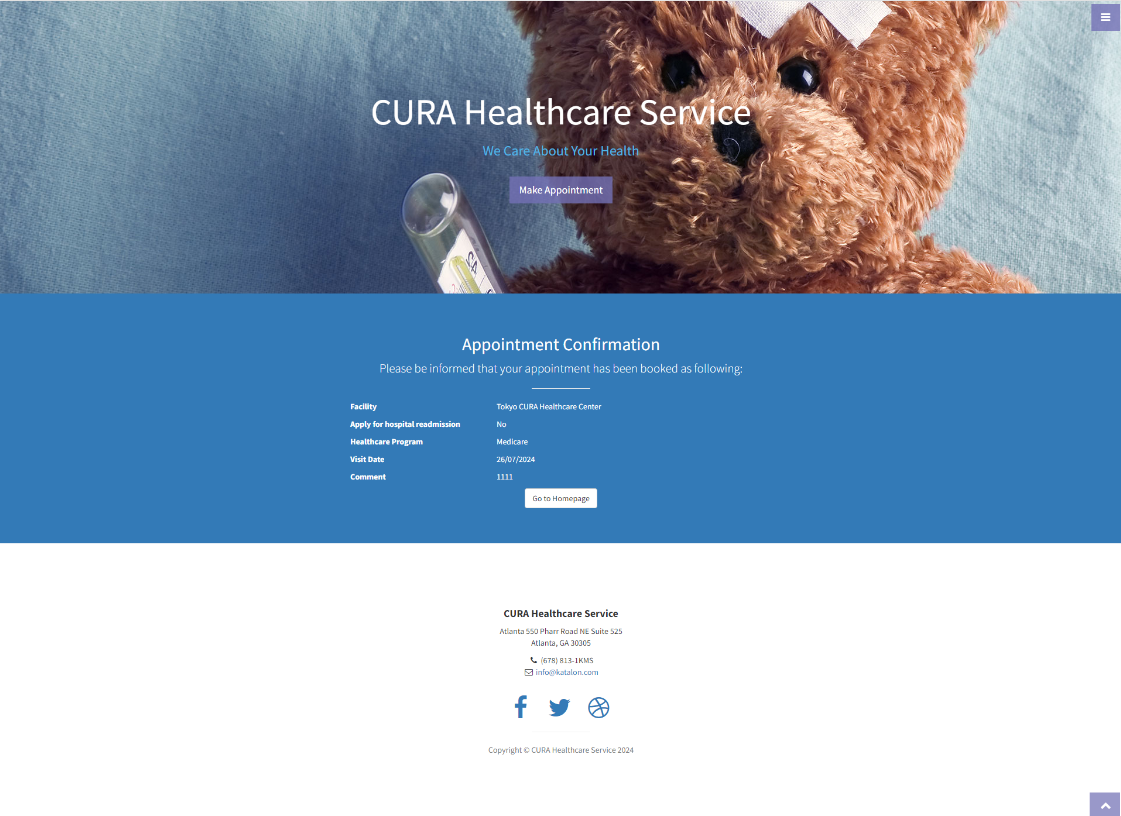 CURA Healthcare Service
We Care About Your Health
Make Appointment
Appointment Confirmation
Please be informed that your appointment has been booked as following:
Facility Tokyo CURA Healthcare Center
Apply for hospital readmission No
Healthcare Program Medicare
Visit Date 26/07/2024
Comment 1111
Go to Homepage
CURA Healthcare Service
Atlanta 550 Pharr Road NE Suite 525
Atlanta, GA 30305
(678) 813-1KMS
info@katalon.com
Copyright © CURA Healthcare Service 2024